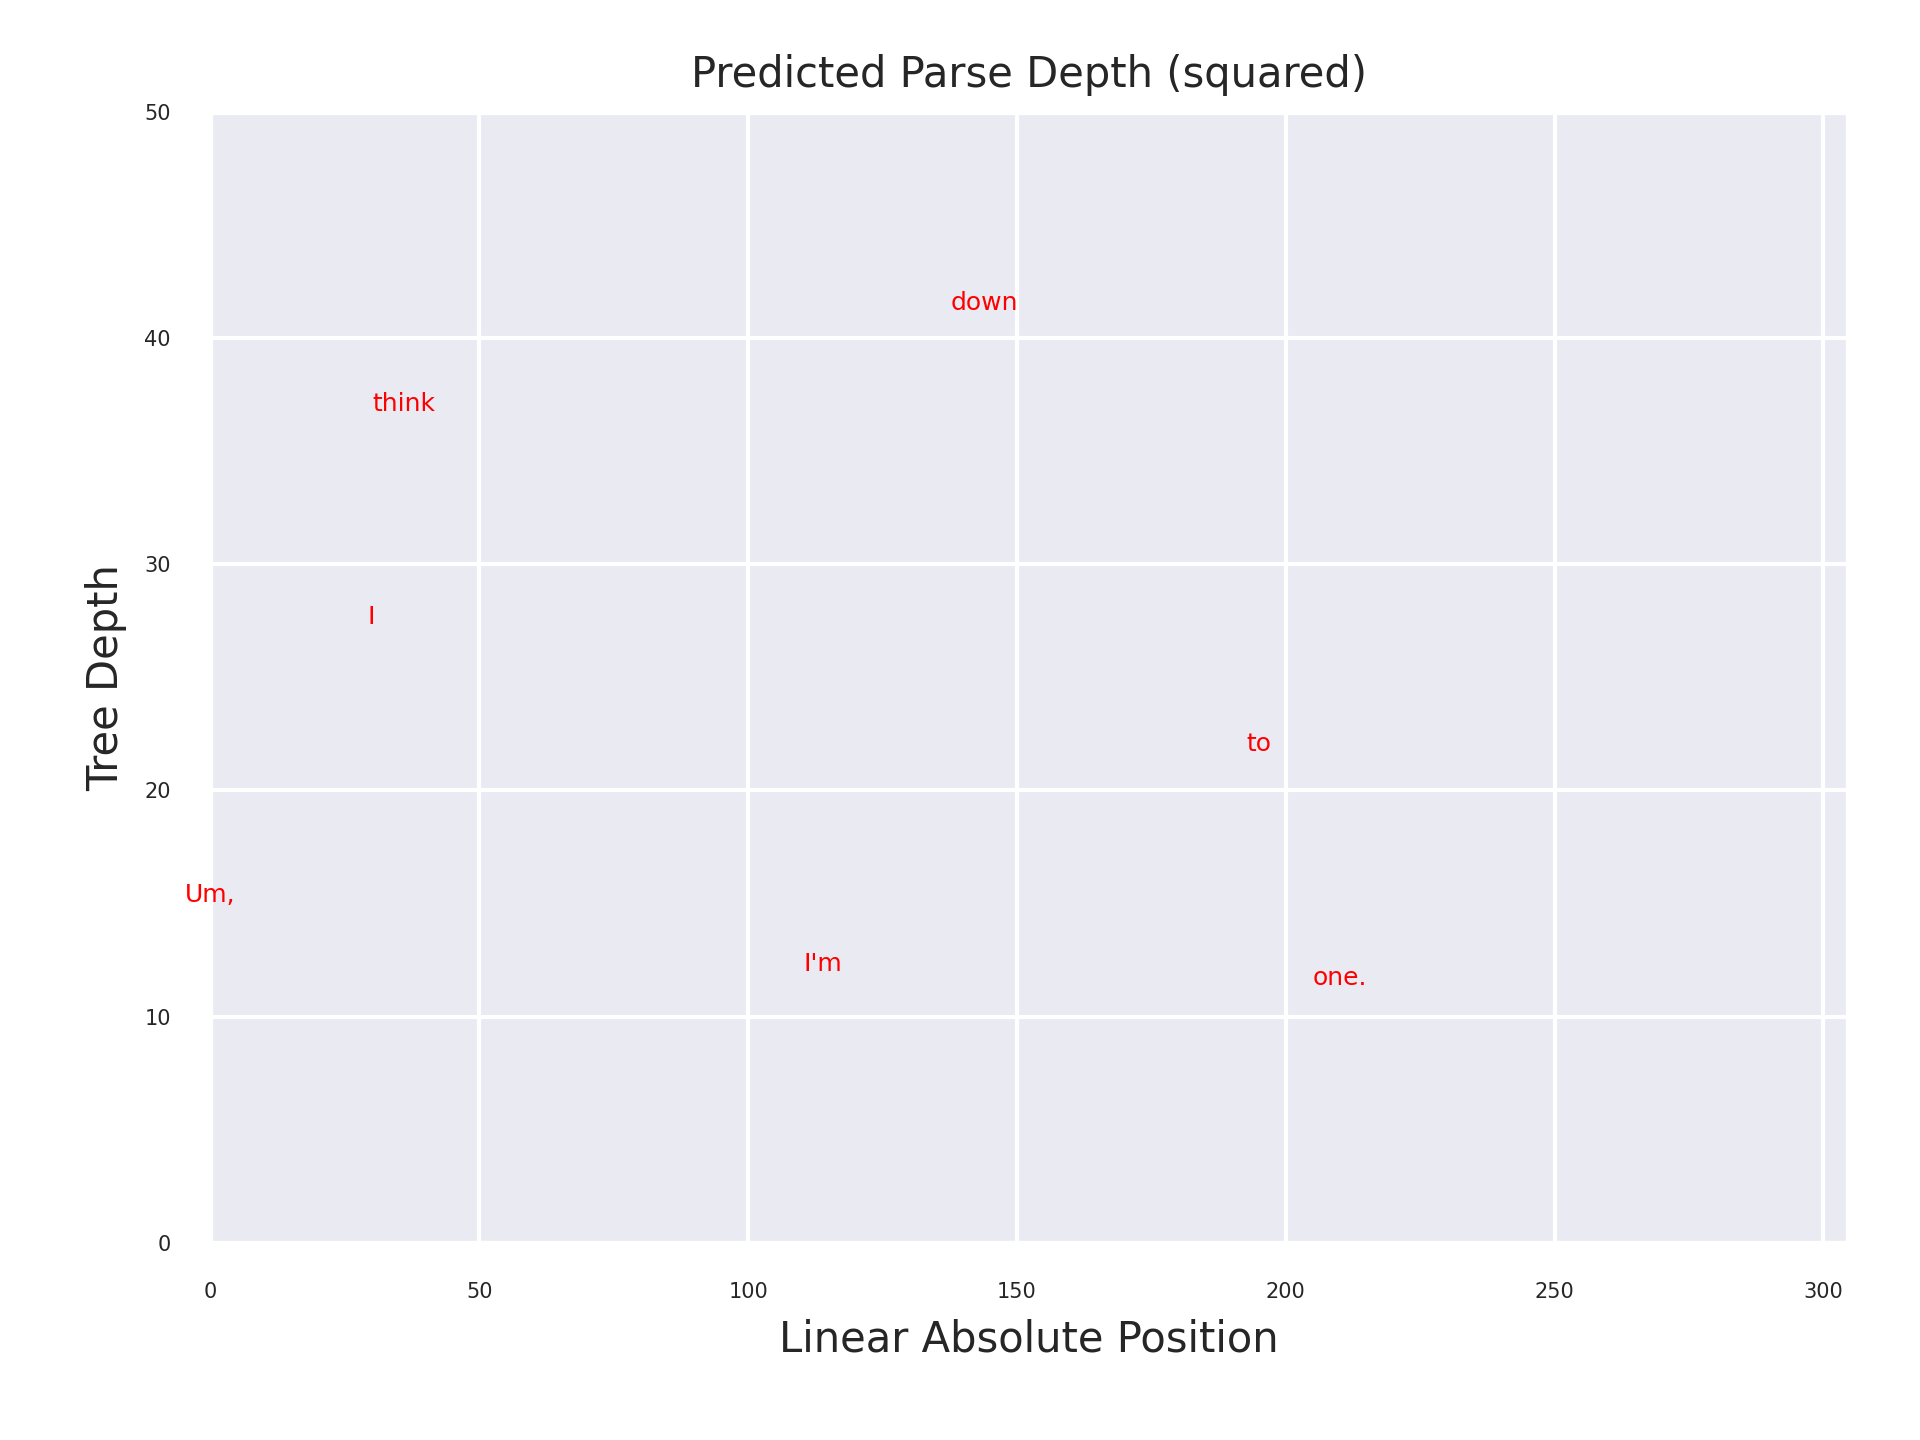 Predicted Parse Depth (squared)
50
down
40
think
30
I
Tree Depth
to
20
Um,
I'm
one.
10
0
0 50 100 150 200 250 300
Linear Absolute Position